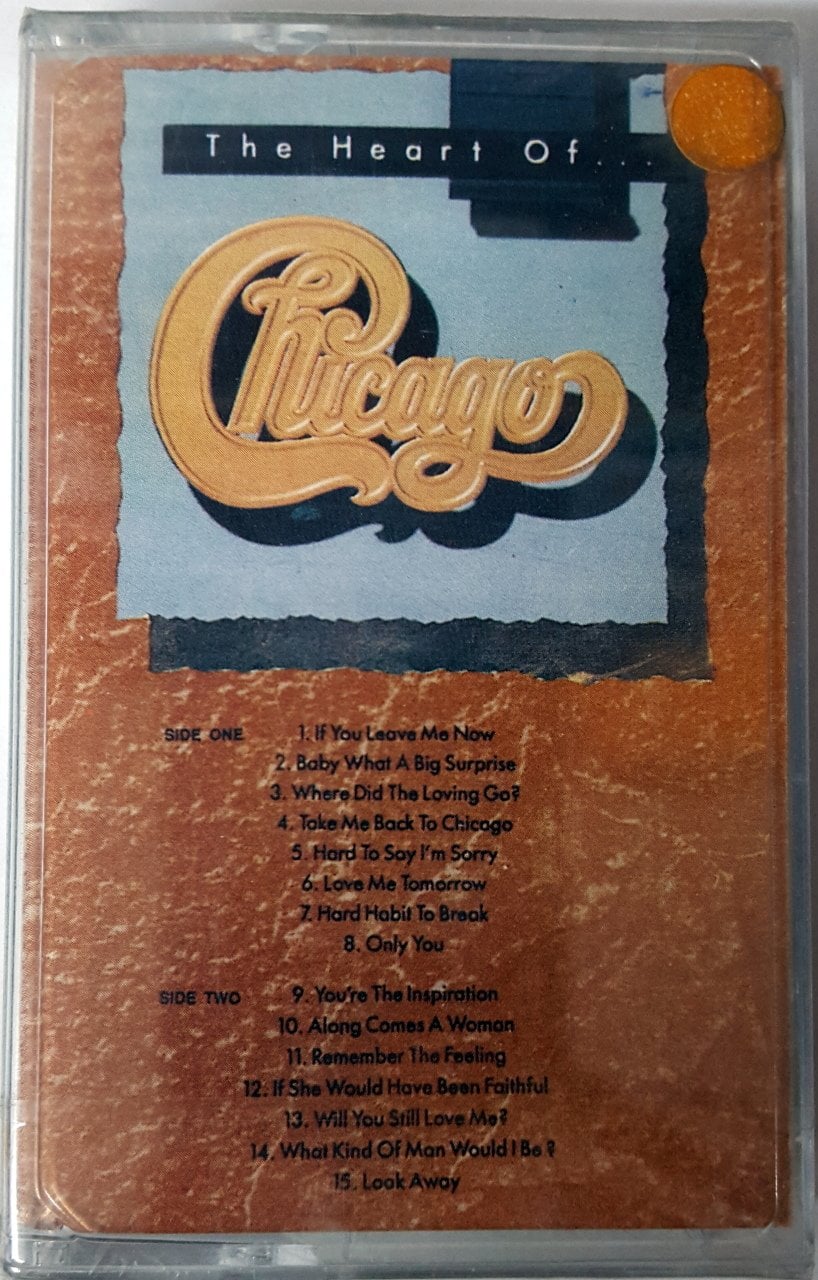 The Heart Of...
Chicago
SIDE ONE 1. If You Leave Me Now
2. Baby What A Big Surprise
3. Where Did The Loving Go?
4. Take Me Back To Chicago
5. Hard To Say I'm Sorry
6. Love Me Tomorrow
7. Hard Habit To Break
8. Only You
SIDE TWO 9. You're The Inspiration
10. Along Comes A Woman
11. Remember The Feeling
12. If She Would Have Been Faithful
13. Will You Still Love Me?
14. What Kind Of Man Would I Be?
15. Look Away